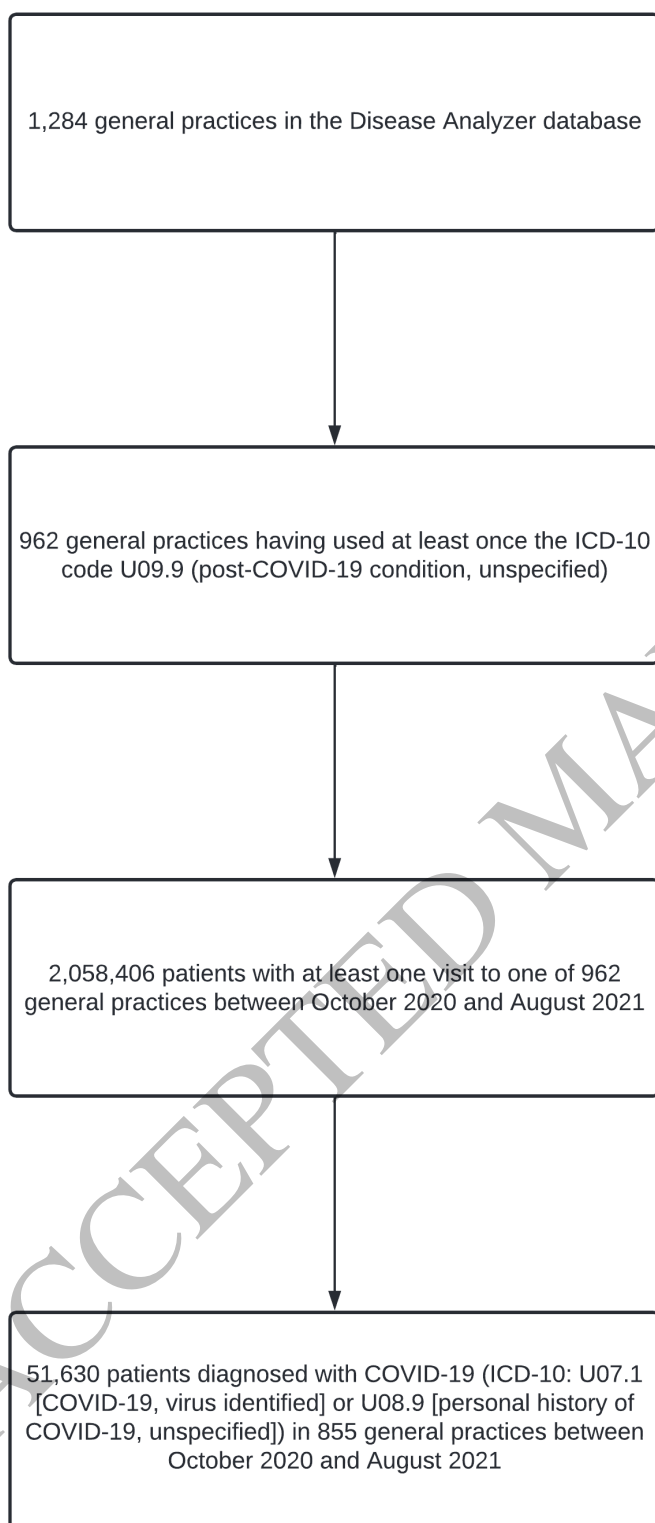 1,284 general practices in the Disease Analyzer database
962 general practices having used at least once the ICD-10
code U09.9 (post-COVID-19 condition, unspecified)
2,058,406 patients with at least one visit to one of 962
general practices between October 2020 and August 2021
51,630 patients diagnosed with COVID-19 (ICD-10: U07.1
[COVID-19, virus identified] or U08.9 [personal history of
COVID-19, unspecified]) in 855 general practices between
October 2020 and August 2021
ACCEPTED